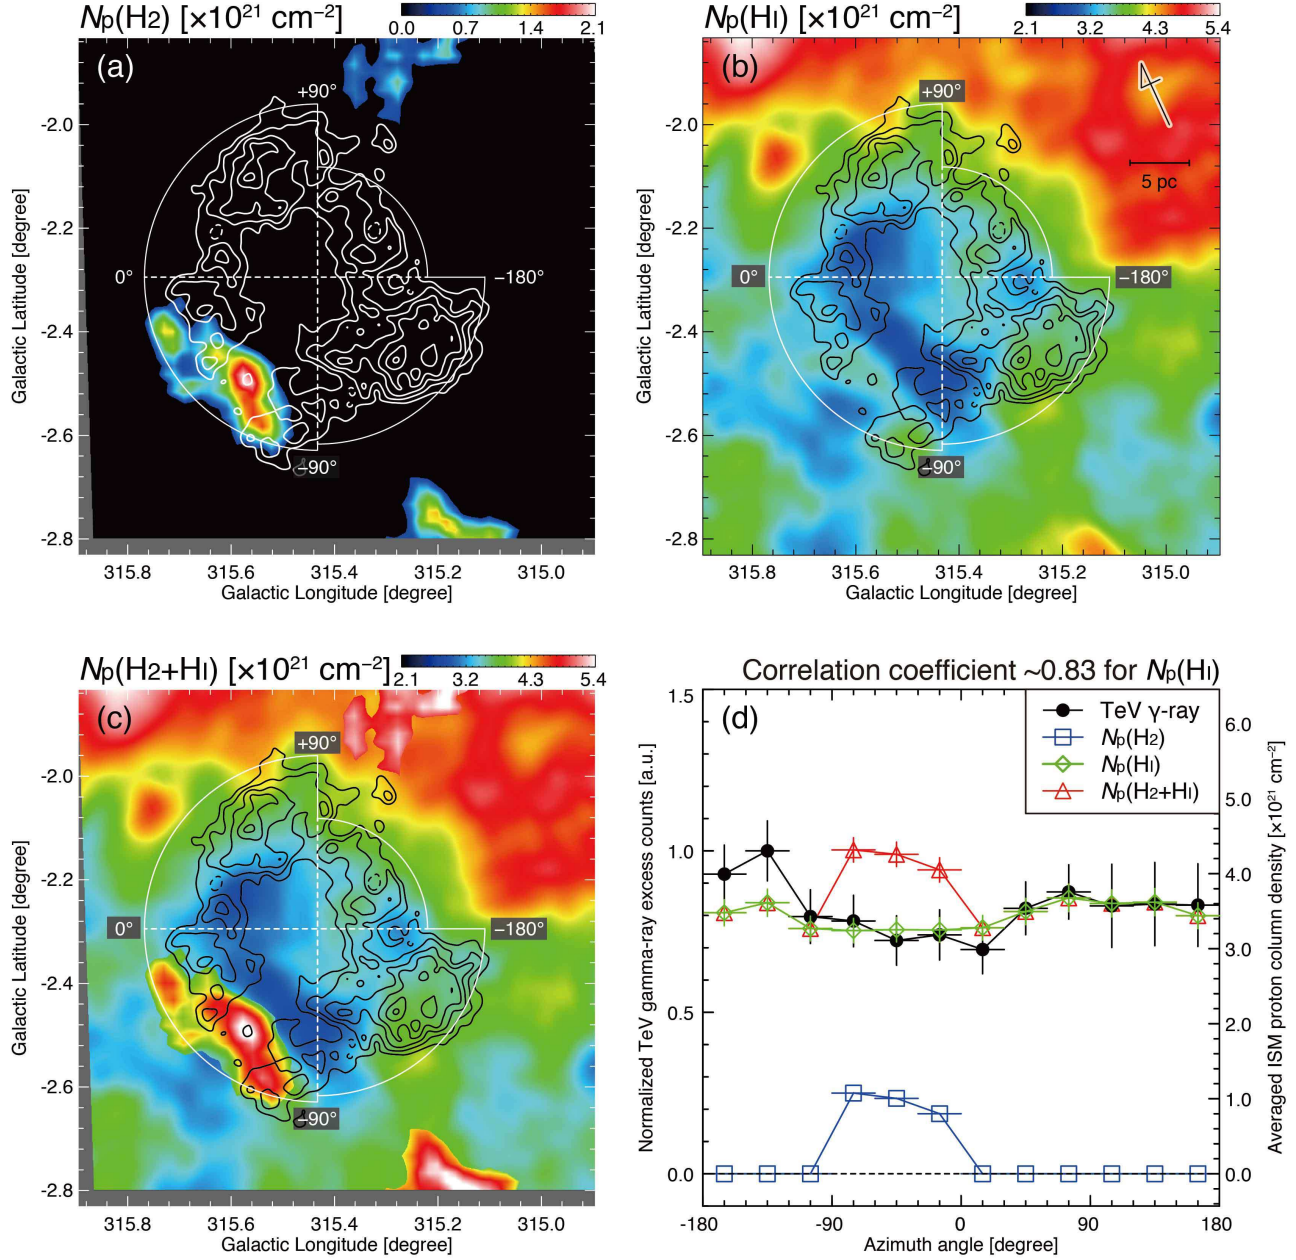 Np(H2) [×10²¹ cm⁻²]
0.0 0.7 1.4 2.1
(a)
+90°
0°
−180°
−90°
-2.0
-2.2
-2.4
-2.6
-2.8
Galactic Latitude [degree]
315.8 315.6 315.4 315.2 315.0
Galactic Longitude [degree]
Np(HI) [×10²¹ cm⁻²]
2.1 3.2 4.3 5.4
(b)
+90°
5 pc
0°
−180°
−90°
-2.0
-2.2
-2.4
-2.6
-2.8
Galactic Latitude [degree]
315.8 315.6 315.4 315.2 315.0
Galactic Longitude [degree]
Np(H2+HI) [×10²¹ cm⁻²]
2.1 3.2 4.3 5.4
(c)
+90°
0°
−180°
−90°
-2.0
-2.2
-2.4
-2.6
-2.8
Galactic Latitude [degree]
315.8 315.6 315.4 315.2 315.0
Galactic Longitude [degree]
Correlation coefficient ~0.83 for Np(HI)
(d)
TeV γ-ray
Np(H2)
Np(HI)
Np(H2+HI)
1.5
1.0
0.5
0.0
Normalized TeV gamma-ray excess counts [a.u.]
6.0
5.0
4.0
3.0
2.0
1.0
0.0
Averaged ISM proton column density [×10²¹ cm⁻²]
-180 -90 0 90 180
Azimuth angle [degree]